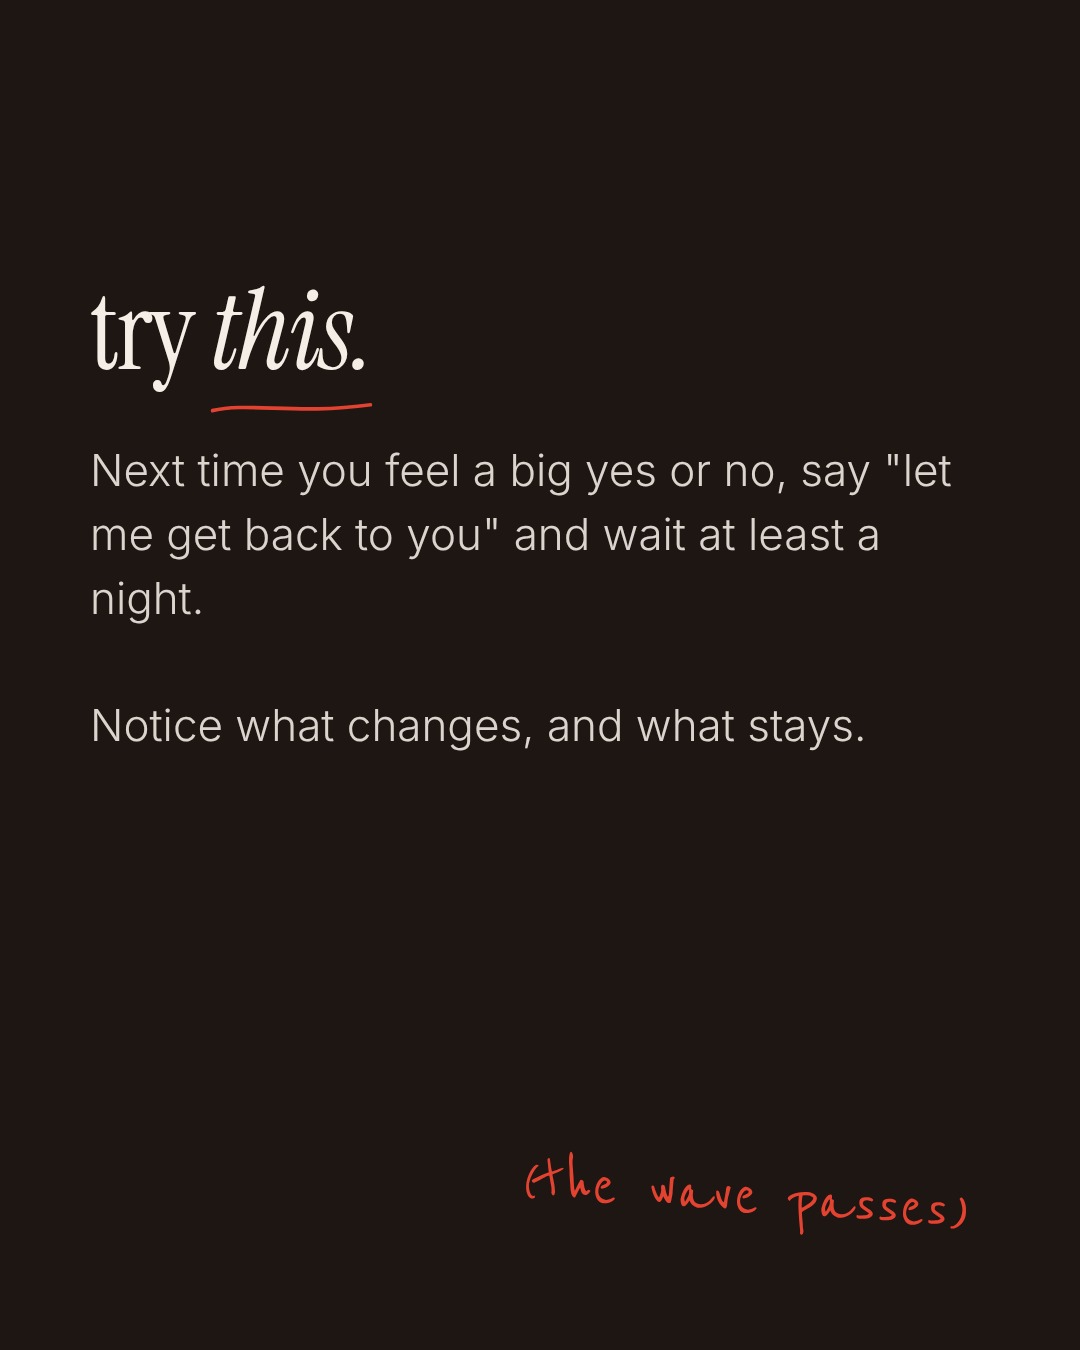 try this.
Next time you feel a big yes or no, say "let
me get back to you" and wait at least a
night.
Notice what changes, and what stays.
(the wave passes)